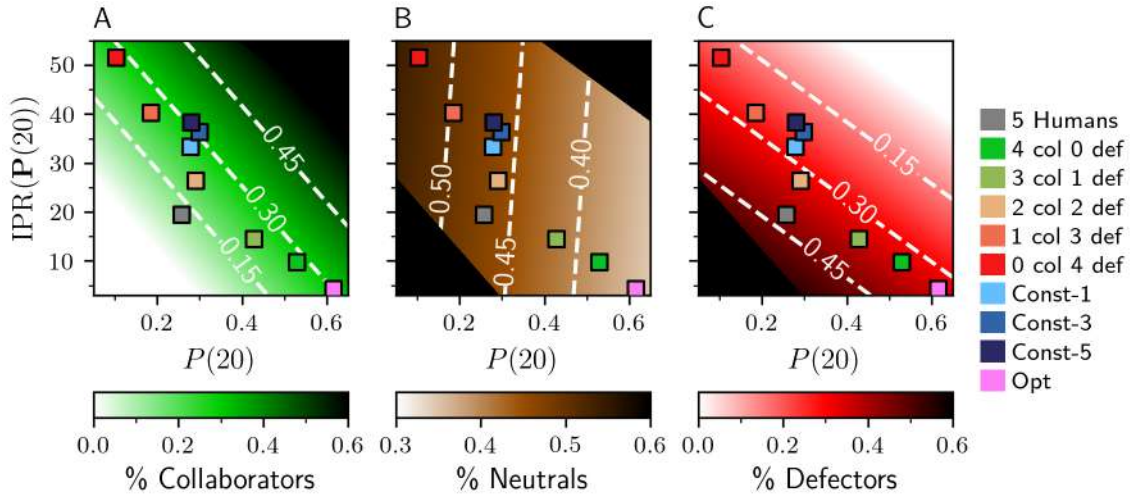 A
B
C
IPR(P(20))
50
40
30
20
10
0.45
0.30
0.15
0.50
0.45
0.40
0.15
0.30
0.45
0.2 0.4 0.6
0.2 0.4 0.6
0.2 0.4 0.6
P(20)
P(20)
P(20)
0.0 0.2 0.4 0.6
0.3 0.4 0.5 0.6
0.0 0.2 0.4 0.6
% Collaborators
% Neutrals
% Defectors
5 Humans
4 col 0 def
3 col 1 def
2 col 2 def
1 col 3 def
0 col 4 def
Const-1
Const-3
Const-5
Opt